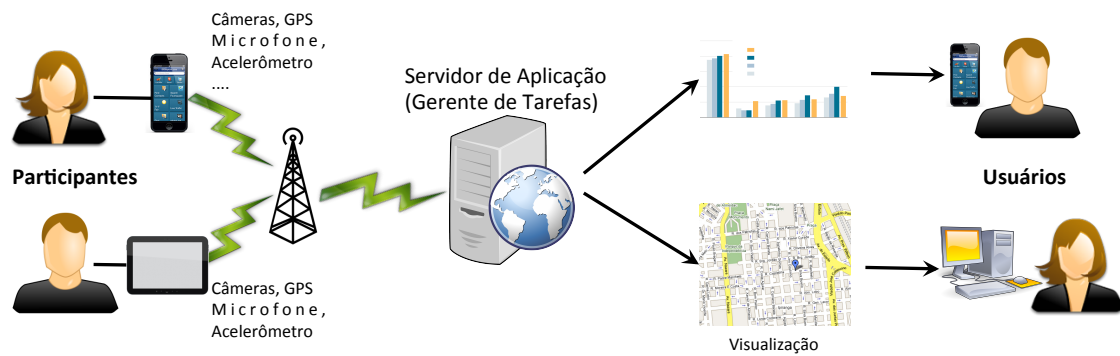 Câmeras, GPS
Microfone,
Acelerômetro
....
Servidor de Aplicação
(Gerente de Tarefas)
Participantes
Usuários
Câmeras, GPS
Microfone,
Acelerômetro
Visualização